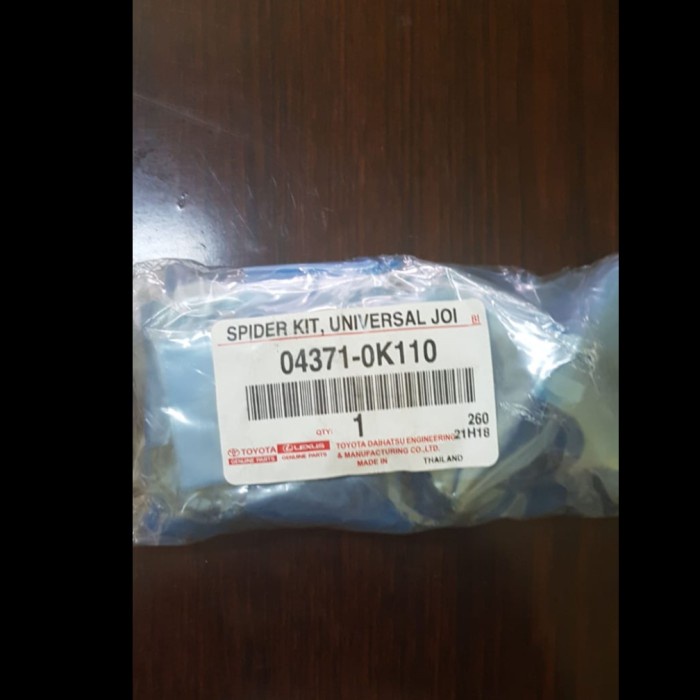 SPIDER KIT, UNIVERSAL JOI
04371-0K110
QTY: 1
260
21H18
TOYOTA LEXUS
GENUINE PARTS GENUINE PARTS
TOYOTA DAIHATSU ENGINEERING
& MANUFACTURING CO.,LTD.
MADE IN THAILAND